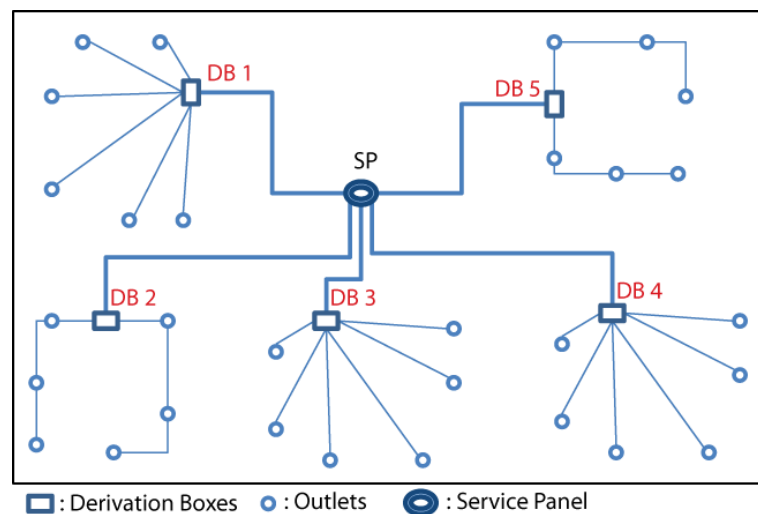 DB 1
DB 5
SP
DB 2
DB 3
DB 4
: Derivation Boxes : Outlets : Service Panel